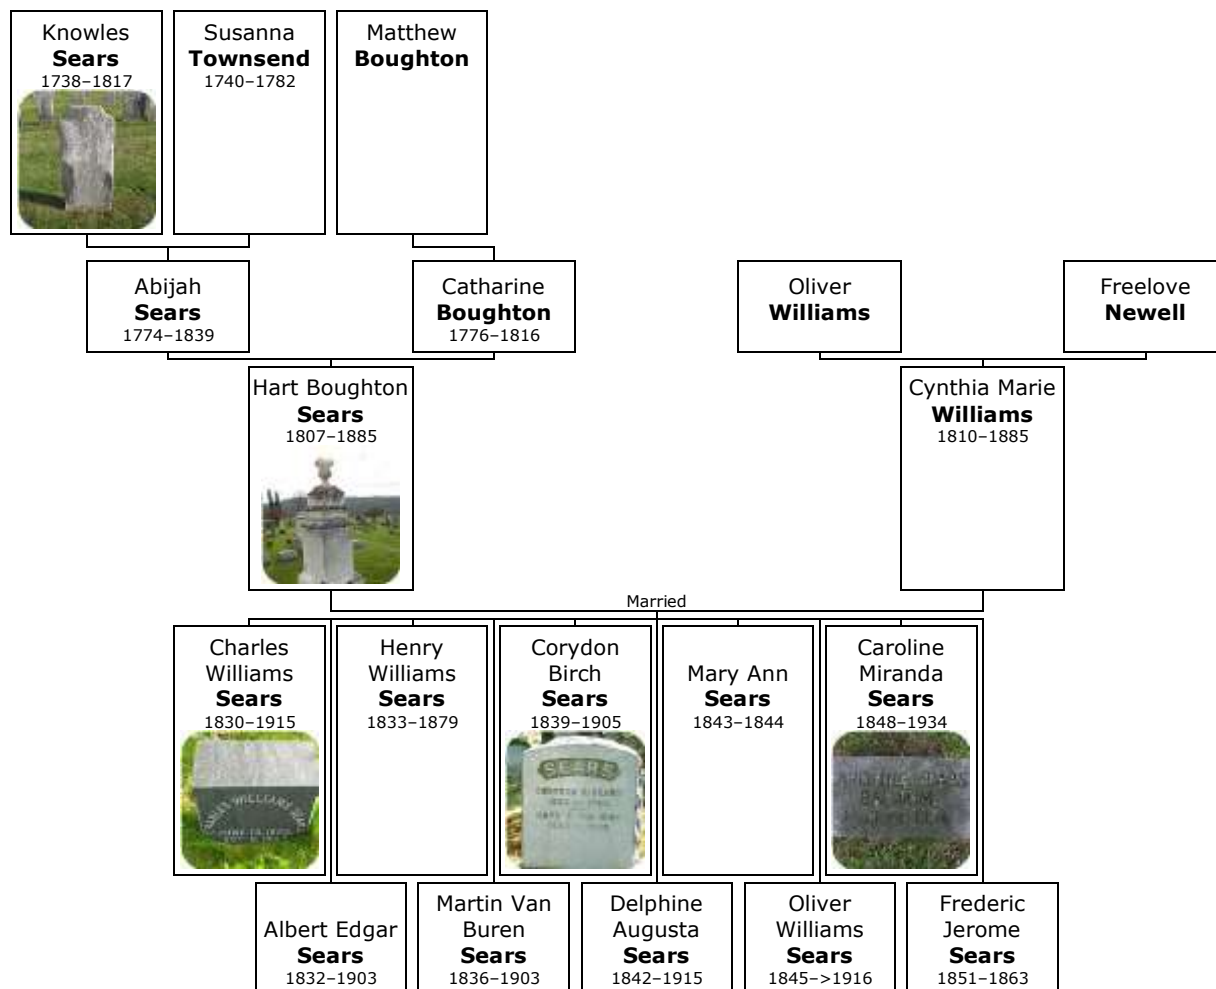 Knowles
Sears
1738–1817
Susanna
Townsend
1740–1782
Matthew
Boughton
Abijah
Sears
1774–1839
Catharine
Boughton
1776–1816
Oliver
Williams
Freelove
Newell
Hart Boughton
Sears
1807–1885
Cynthia Marie
Williams
1810–1885
Married
Charles
Williams
Sears
1830–1915
Henry
Williams
Sears
1833–1879
Corydon
Birch
Sears
1839–1905
SEARS
Mary Ann
Sears
1843–1844
Caroline
Miranda
Sears
1848–1934
Albert Edgar
Sears
1832–1903
Martin Van
Buren
Sears
1836–1903
Delphine
Augusta
Sears
1842–1915
Oliver
Williams
Sears
1845–>1916
Frederic
Jerome
Sears
1851–1863